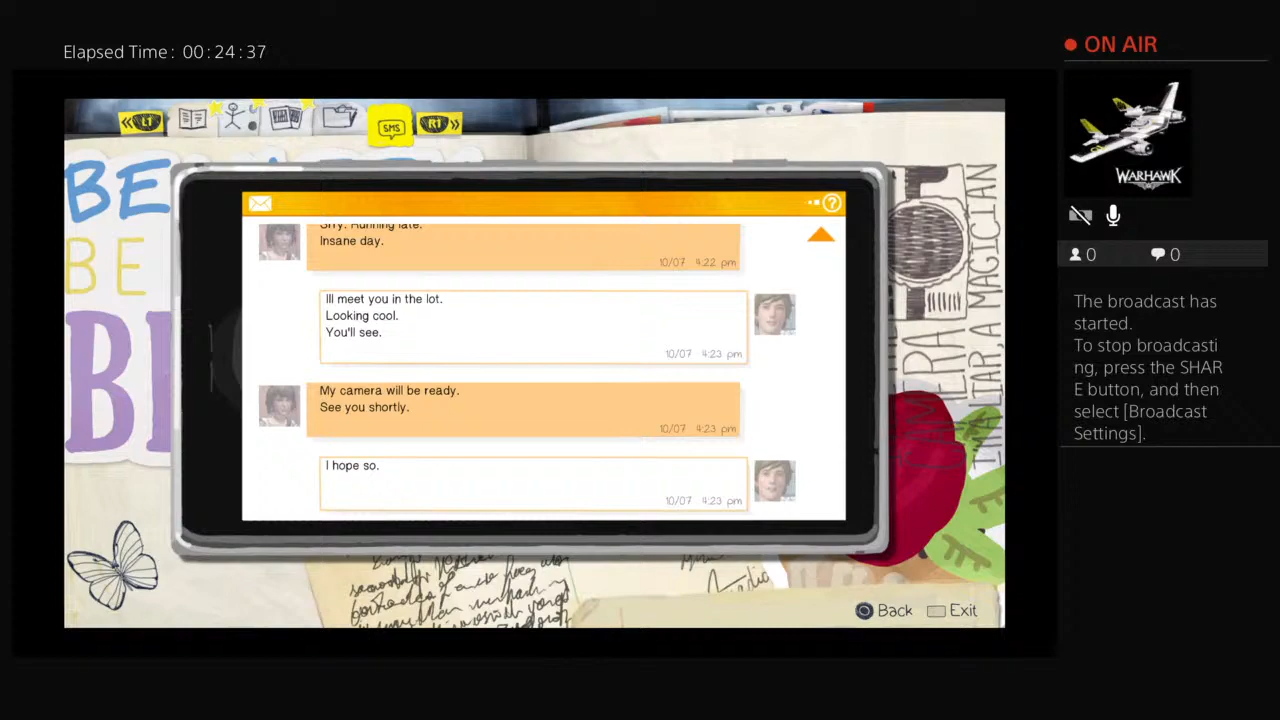 Elapsed Time: 00:24:37
ON AIR
L1
SMS
R1
WARHAWK
BE
BE
Srry. Running late.
Insane day.
10/07 4:22 pm
Ill meet you in the lot.
Looking cool.
You'll see.
10/07 4:23 pm
My camera will be ready.
See you shortly.
10/07 4:23 pm
I hope so.
10/07 4:23 pm
0
0
The broadcast has
started.
To stop broadcasti
ng, press the SHAR
E button, and then
select [Broadcast
Settings].
A MAGICIAN
Back
Exit